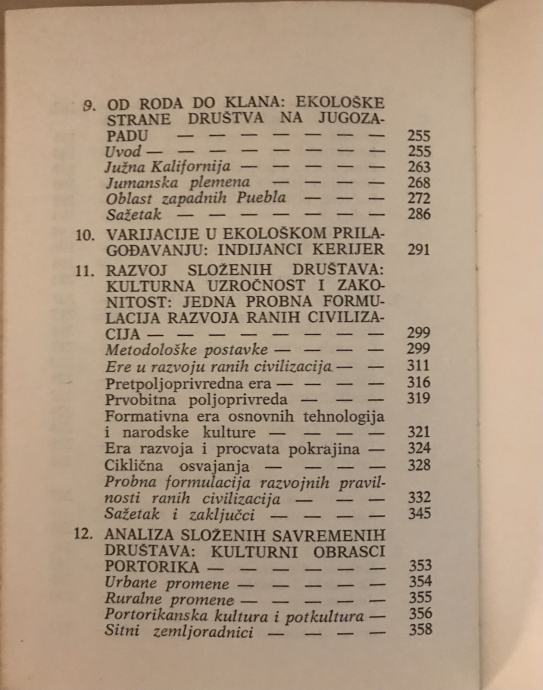 9. OD RODA DO KLANA: EKOLOŠKE
STRANE DRUŠTVA NA JUGOZA-
PADU — — — — — — — 255
Uvod — — — — — — — — 255
Južna Kalifornija — — — — — 263
Jumanska plemena — — — — 268
Oblast zapadnih Puebla — — — 272
Sažetak — — — — — — — 286
10. VARIJACIJE U EKOLOŠKOM PRILA-
GOĐAVANJU: INDIJANCI KERIJER 291
11. RAZVOJ SLOŽENIH DRUŠTAVA:
KULTURNA UZROČNOST I ZAKO-
NITOST: JEDNA PROBNA FORMU-
LACIJA RAZVOJA RANIH CIVILIZA-
CIJA — — — — — — — — 299
Metodološke postavke — — — — 299
Ere u razvoju ranih civilizacija — — 311
Pretpoljoprivredna era — — — — 316
Prvobitna poljoprivreda — — — 319
Formativna era osnovnih tehnologija
i narodske kulture — — — — 321
Era razvoja i procvata pokrajina — 324
Ciklična osvajanja — — — — 328
Probna formulacija razvojnih pravil-
nosti ranih civilizacija — — — 332
Sažetak i zaključci — — — — 345
12. ANALIZA SLOŽENIH SAVREMENIH
DRUŠTAVA: KULTURNI OBRASCI
PORTORIKA — — — — — — 353
Urbane promene — — — — — 354
Ruralne promene — — — — — 355
Portorikanska kultura i potkultura — 356
Sitni zemljoradnici — — — — 358